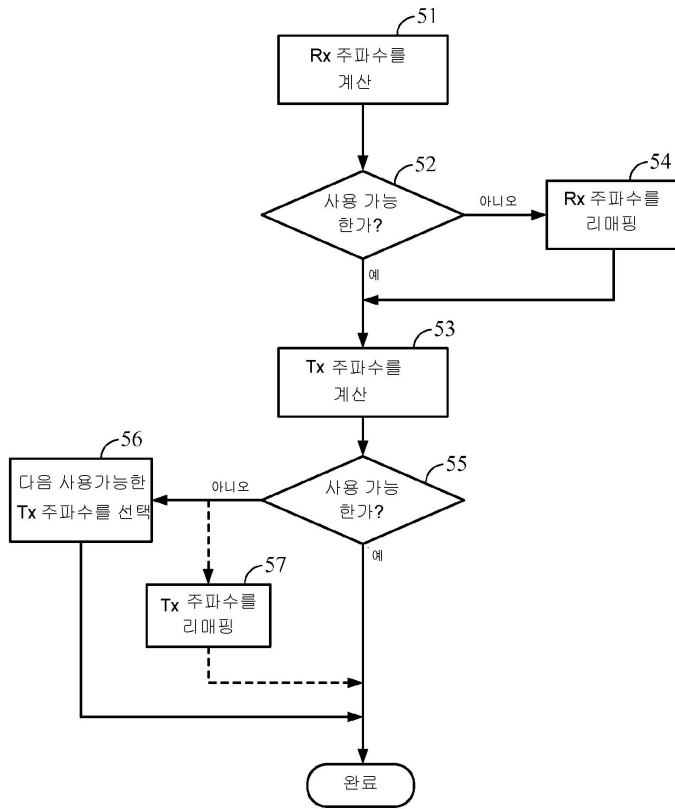 51
Rx 주파수를
계산
52
사용 가능
한가?
아니오
54
Rx 주파수를
리매핑
예
53
Tx 주파수를
계산
56
다음 사용가능한
Tx 주파수를 선택
아니오
55
사용 가능
한가?
예
57
Tx 주파수를
리매핑
완료